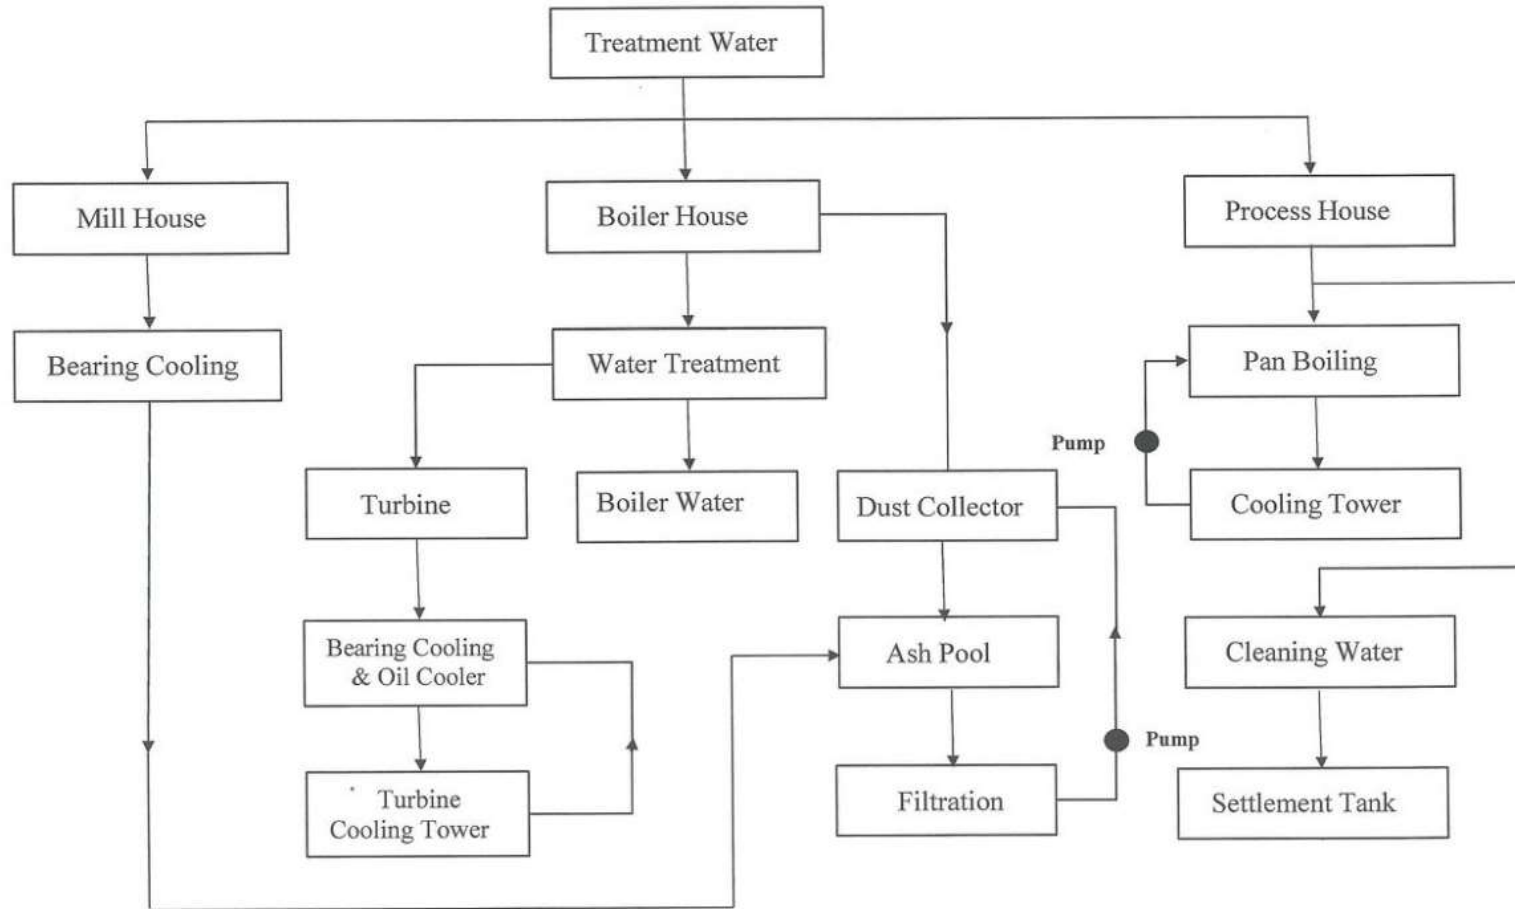 Treatment Water
Mill House
Boiler House
Process House
Bearing Cooling
Water Treatment
Pan Boiling
Pump
Turbine
Boiler Water
Dust Collector
Cooling Tower
Bearing Cooling
& Oil Cooler
Ash Pool
Cleaning Water
Pump
Turbine
Cooling Tower
Filtration
Settlement Tank